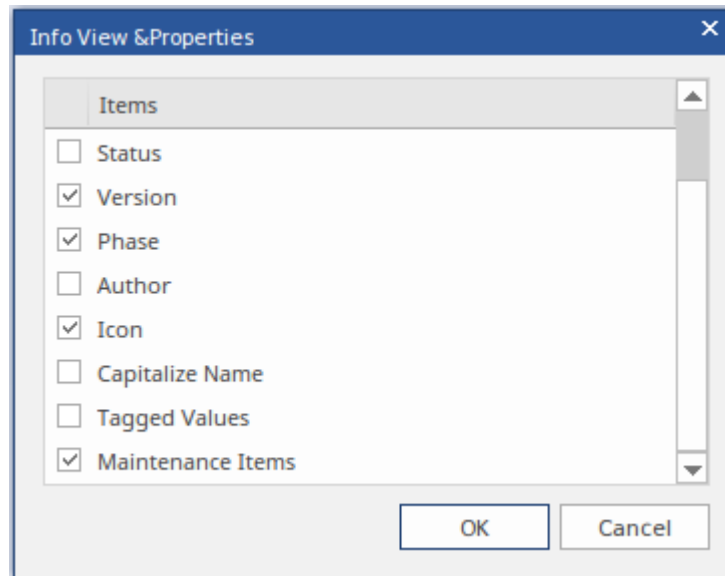 Info View &Properties
Items
Status
Version
Phase
Author
Icon
Capitalize Name
Tagged Values
Maintenance Items
OK Cancel